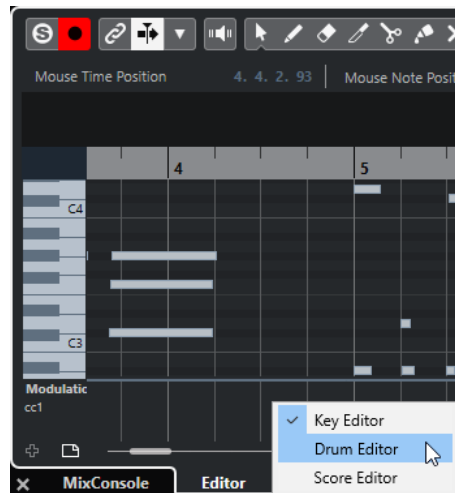 Mouse Time Position 4. 4. 2. 93 Mouse Note Posit
4 5
C4
C3
Modulatic
cc1
Key Editor
Drum Editor
Score Editor
MixConsole Editor